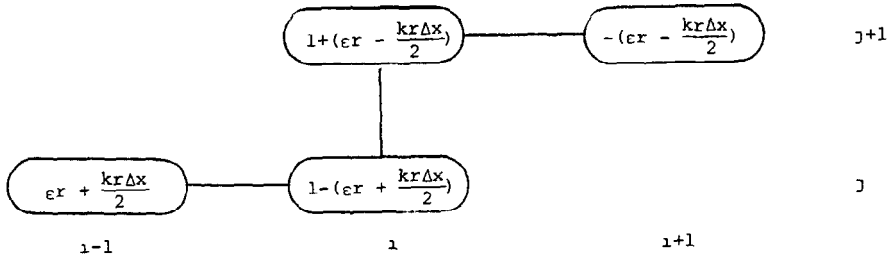 1+(εr - krΔx/2) -(εr - krΔx/2) j+1
εr + krΔx/2 1-(εr + krΔx/2) j
i-1 i i+1